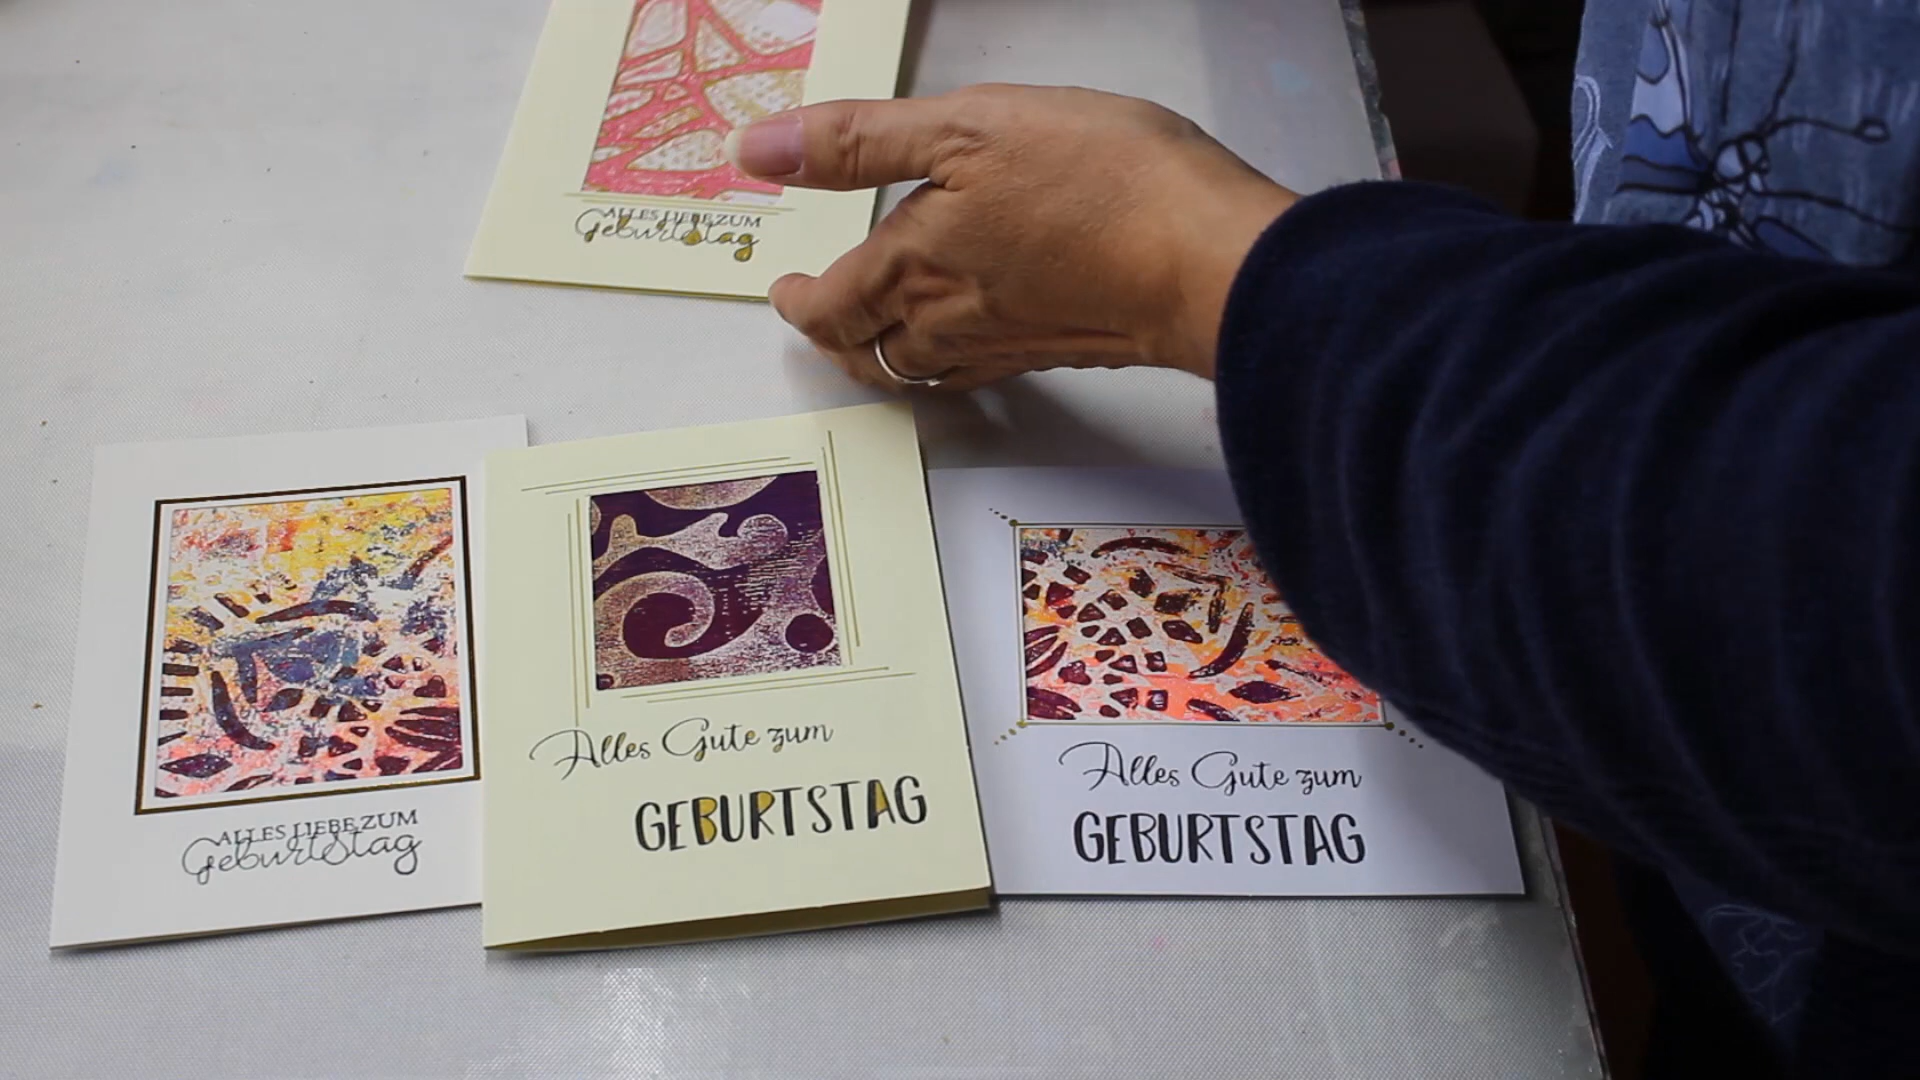 ALLES LIEBE ZUM
Geburtstag
ALLES LIEBE ZUM
Geburtstag
Alles Gute zum
GEBURTSTAG
Alles Gute zum
GEBURTSTAG